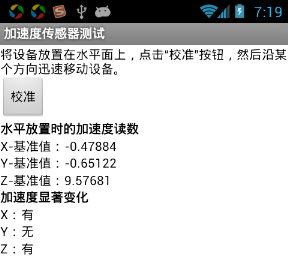 7:19
加速度传感器测试
将设备放置在水平面上，点击“校准”按钮，然后沿某
个方向迅速移动设备。
校准
水平放置时的加速度读数
X-基准值：-0.47884
Y-基准值：-0.65122
Z-基准值：9.57681
加速度显著变化
X：有
Y：无
Z：有